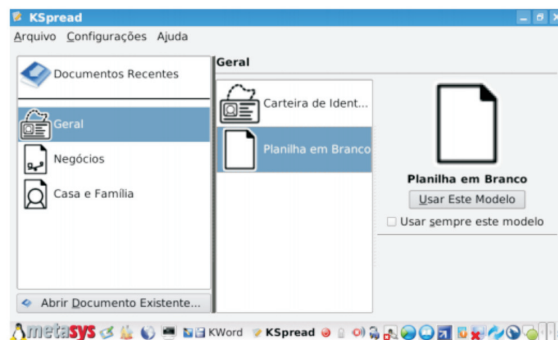 KSpread
Arquivo Configurações Ajuda
Documentos Recentes
Geral
Negócios
Casa e Família
Abrir Documento Existente...
Geral
Carteira de Ident...
Planilha em Branco
Planilha em Branco
Usar Este Modelo
Usar sempre este modelo
metasys KWord KSpread